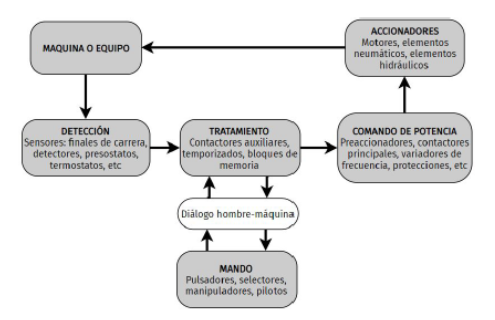 MAQUINA O EQUIPO
ACCIONADORES
Motores, elementos
neumáticos, elementos
hidráulicos
DETECCIÓN
Sensores: finales de carrera,
detectores, presostatos,
termostatos, etc
TRATAMIENTO
Contactores auxiliares,
temporizados, bloques de
memoria
COMANDO DE POTENCIA
Preaccionadores, contactores
principales, variadores de
frecuencia, protecciones, etc
Diálogo hombre-máquina
MANDO
Pulsadores, selectores,
manipuladores, pilotos